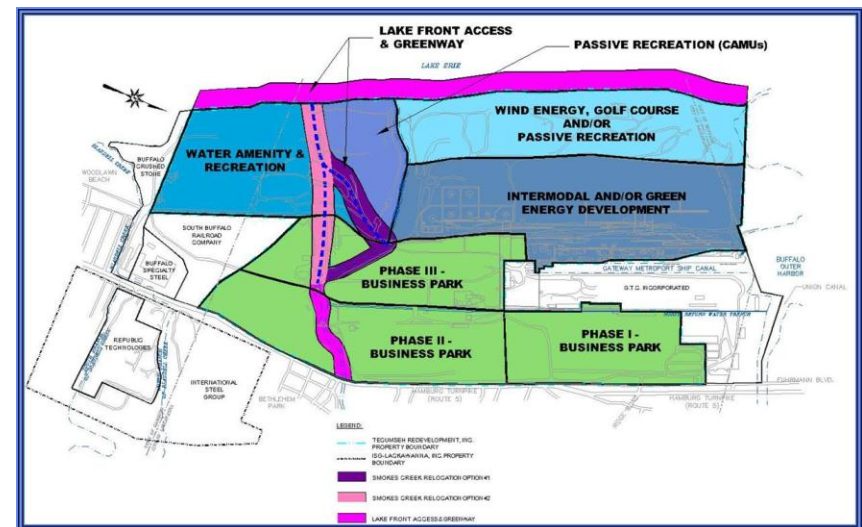 LAKE FRONT ACCESS
& GREENWAY
PASSIVE RECREATION (CAMUs)
LAKE ERIE
WIND ENERGY, GOLF COURSE
AND/OR
PASSIVE RECREATION
WATER AMENITY &
RECREATION
BUFFALO
CRUSHED
STONE
WOODLAWN
BEACH
INTERMODAL AND/OR GREEN
ENERGY DEVELOPMENT
SOUTH BUFFALO
RAILROAD
COMPANY
BUFFALO
SPECIALTY
STEEL
BUFFALO
OUTER
HARBOR
GATEWAY METROPORT SHIP CANAL
UNION CANAL
PHASE III -
BUSINESS PARK
G.T.C. INCORPORATED
REPUBLIC
TECHNOLOGIES
PHASE II -
BUSINESS PARK
PHASE I -
BUSINESS PARK
INTERNATIONAL
STEEL
GROUP
BETHLEHEM
PARK
HAMBURG TURNPIKE
(ROUTE 5)
HAMBURG TURNPIKE
(ROUTE 5)
FUHRMANN BLVD.
LEGEND:
TECUMSEH REDEVELOPMENT, INC.
PROPERTY BOUNDARY
ISG-LACKAWANNA, INC. PROPERTY
BOUNDARY
SMOKES CREEK RELOCATION OPTION #1
SMOKES CREEK RELOCATION OPTION #2
LAKE FRONT ACCESS & GREENWAY